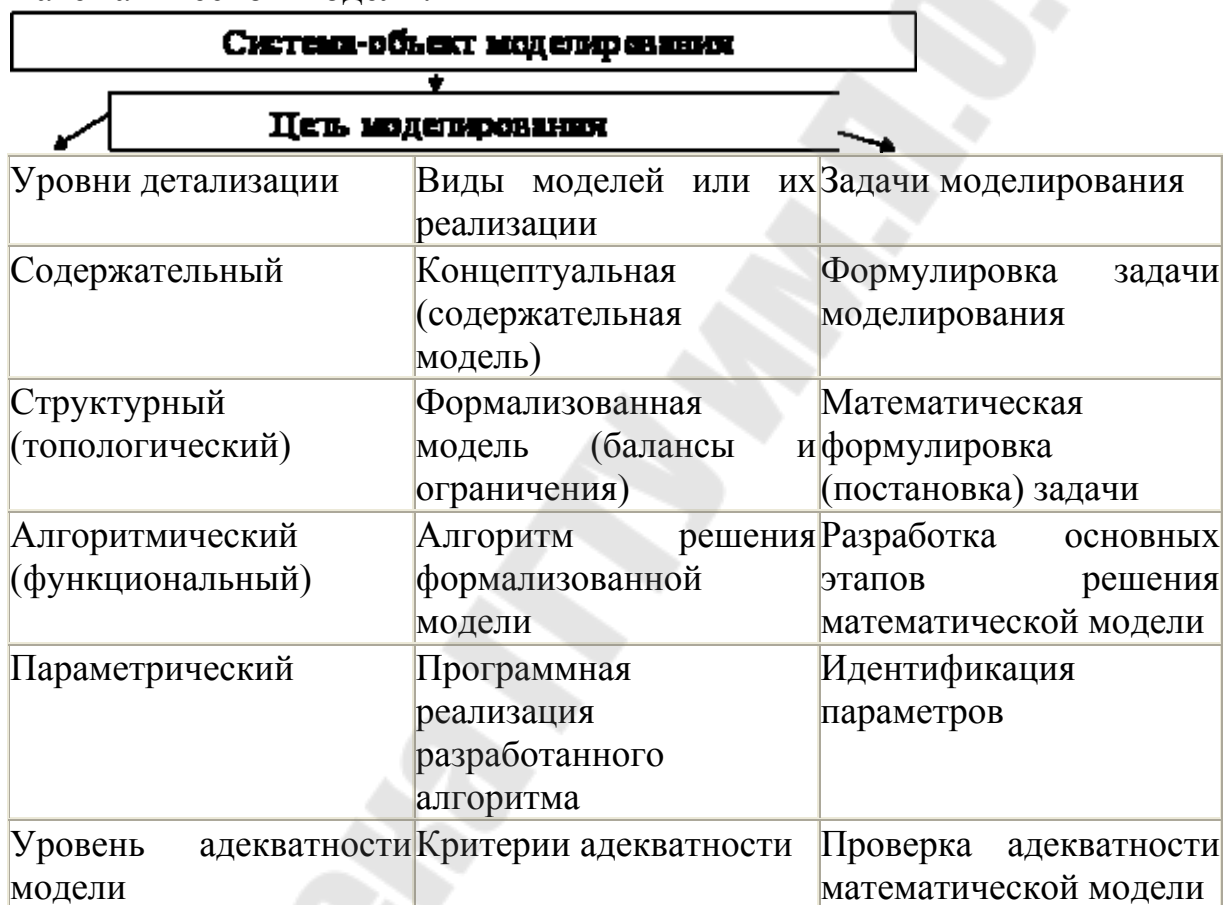 Система-объект моделирования
Цель моделирования
Уровни детализации
Виды моделей или их
реализации
Задачи моделирования
Содержательный
Концептуальная
(содержательная
модель)
Формулировка задачи
моделирования
Структурный
(топологический)
Формализованная
модель (балансы и
ограничения)
Математическая
формулировка
(постановка) задачи
Алгоритмический
(функциональный)
Алгоритм решения
формализованной
модели
Разработка основных
этапов решения
математической модели
Параметрический
Программная
реализация
разработанного
алгоритма
Идентификация
параметров
Уровень адекватности
модели
Критерии адекватности
Проверка адекватности
математической модели